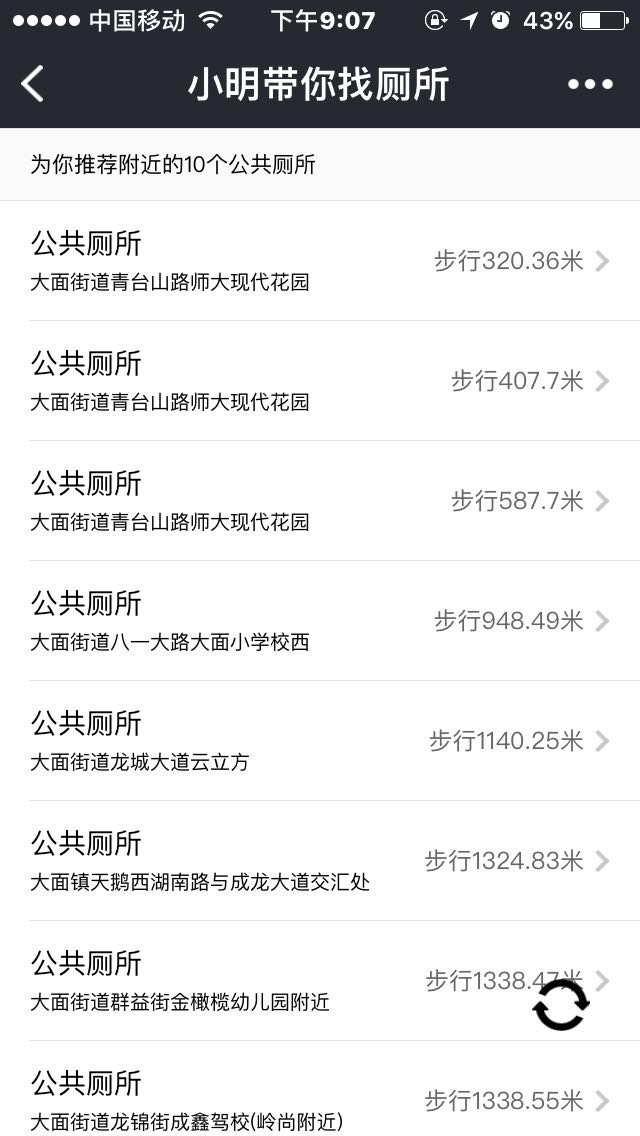 中国移动 下午9:07 43%
小明带你找厕所
为你推荐附近的10个公共厕所
公共厕所
大面街道青台山路师大现代花园
步行320.36米
公共厕所
大面街道青台山路师大现代花园
步行407.7米
公共厕所
大面街道青台山路师大现代花园
步行587.7米
公共厕所
大面街道八一大路大面小学校西
步行948.49米
公共厕所
大面街道龙城大道云立方
步行1140.25米
公共厕所
大面镇天鹅西湖南路与成龙大道交汇处
步行1324.83米
公共厕所
大面街道群益街金橄榄幼儿园附近
步行1338.47米
公共厕所
大面街道龙锦街成鑫驾校(岭尚附近)
步行1338.55米